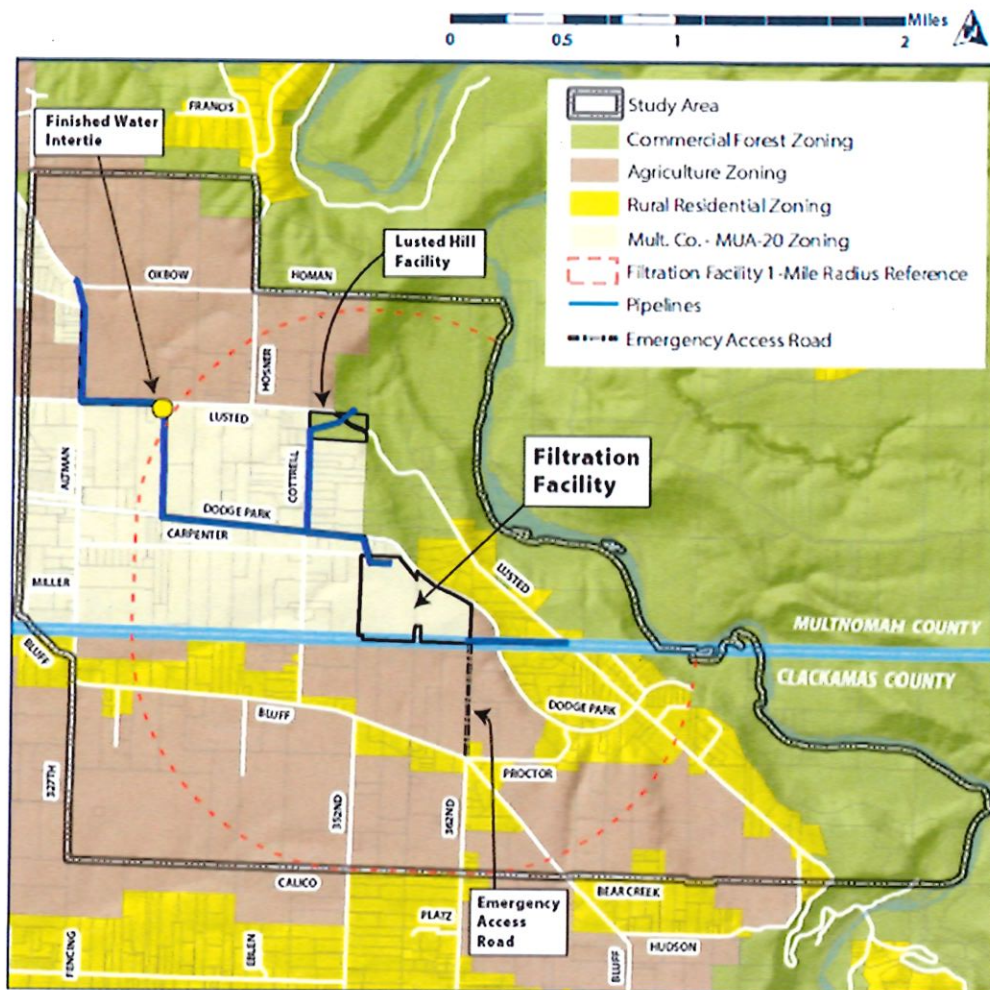 Miles
0 0.5 1 2
Study Area
Commercial Forest Zoning
Agriculture Zoning
Rural Residential Zoning
Mult. Co. - MUA-20 Zoning
Filtration Facility 1-Mile Radius Reference
Pipelines
Emergency Access Road
FRANCIS
Finished Water
Intertie
Lusted Hill
Facility
OXBOW
HOMAN
HOSNER
LUSTED
ALTMAN
COTTRELL
Filtration
Facility
DODGE PARK
CARPENTER
LUSTED
MILLER
MULTNOMAH COUNTY
BLUFF
CLACKAMAS COUNTY
BLUFF
DODGE PARK
PROCTOR
327TH
352ND
362ND
CALICO
BEAR CREEK
Emergency
Access
Road
PLATZ
FENCING
EBLEN
BLUFF
HUDSON